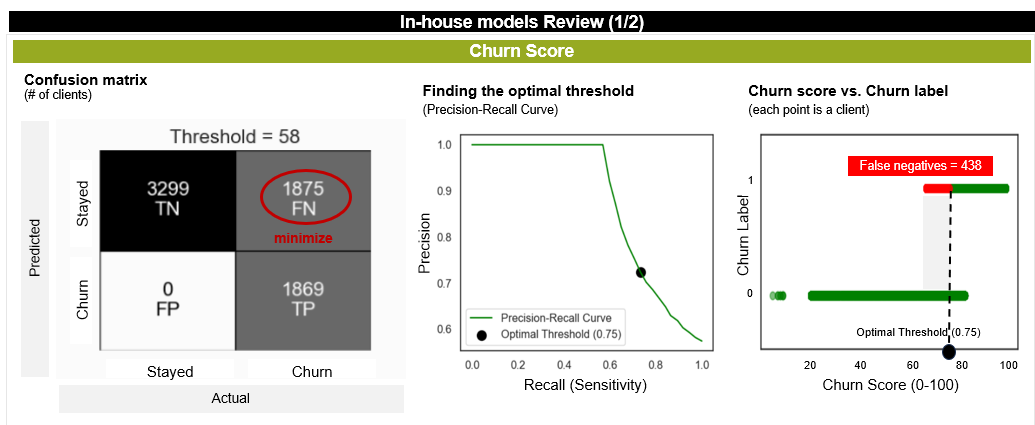 In-house models Review (1/2)
Churn Score
Confusion matrix
(# of clients)
Threshold = 58
Predicted
Stayed
Churn
3299
TN
1875
FN
minimize
0
FP
1869
TP
Stayed
Churn
Actual
Finding the optimal threshold
(Precision-Recall Curve)
Precision
1.0
0.9
0.8
0.7
0.6
Precision-Recall Curve
Optimal Threshold (0.75)
0.0 0.2 0.4 0.6 0.8 1.0
Recall (Sensitivity)
Churn score vs. Churn label
(each point is a client)
False negatives = 438
Churn Label
1
0
Optimal Threshold (0.75)
20 40 60 80 100
Churn Score (0-100)